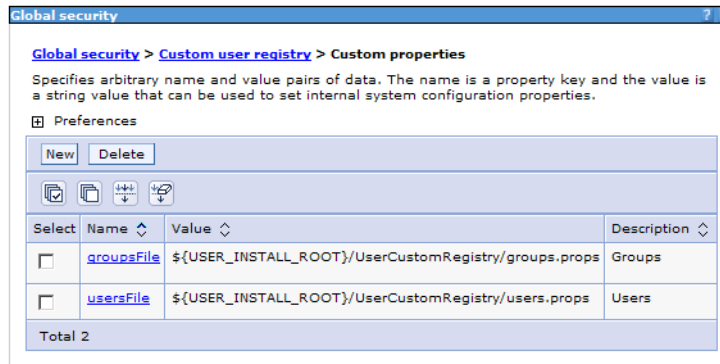 Global security ?
Global security > Custom user registry > Custom properties
Specifies arbitrary name and value pairs of data. The name is a property key and the value is
a string value that can be used to set internal system configuration properties.
Preferences
New Delete
Select Name Value Description
groupsFile ${USER_INSTALL_ROOT}/UserCustomRegistry/groups.props Groups
usersFile ${USER_INSTALL_ROOT}/UserCustomRegistry/users.props Users
Total 2